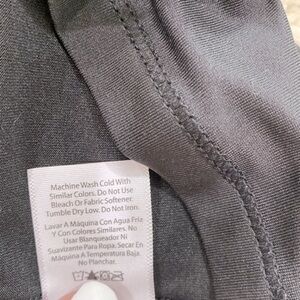 Machine Wash Cold With
Similar Colors. Do Not Use
Bleach Or Fabric Softener.
Tumble Dry Low. Do Not Iron.
Lavar A Máquina Con Agua Fría
Y Con Colores Similares. No
Usar Blanqueador Ni
Suavizante Para Ropa. Secar En
Máquina A Temperatura Baja.
No Planchar.